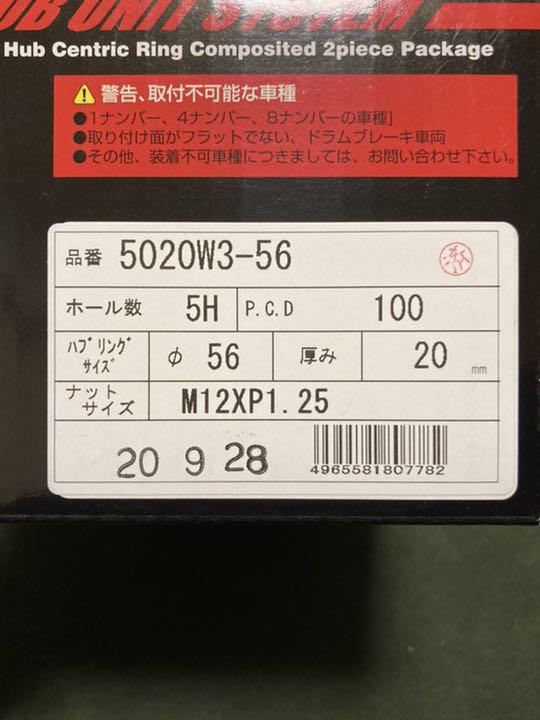 UB UNIT SYSTEM
Hub Centric Ring Composited 2piece Package
警告、取付不可能な車種
●1ナンバー、4ナンバー、8ナンバーの車種]
●取り付け面がフラットでない、ドラムブレーキ車両
●その他、装着不可車種につきましては、お問い合わせ下さい。
品番 5020W3-56
ホール数 5H P.C.D 100
ハブリングサイズ φ 56 厚み 20 mm
ナットサイズ M12XP1.25
20 9 28
4965581807782